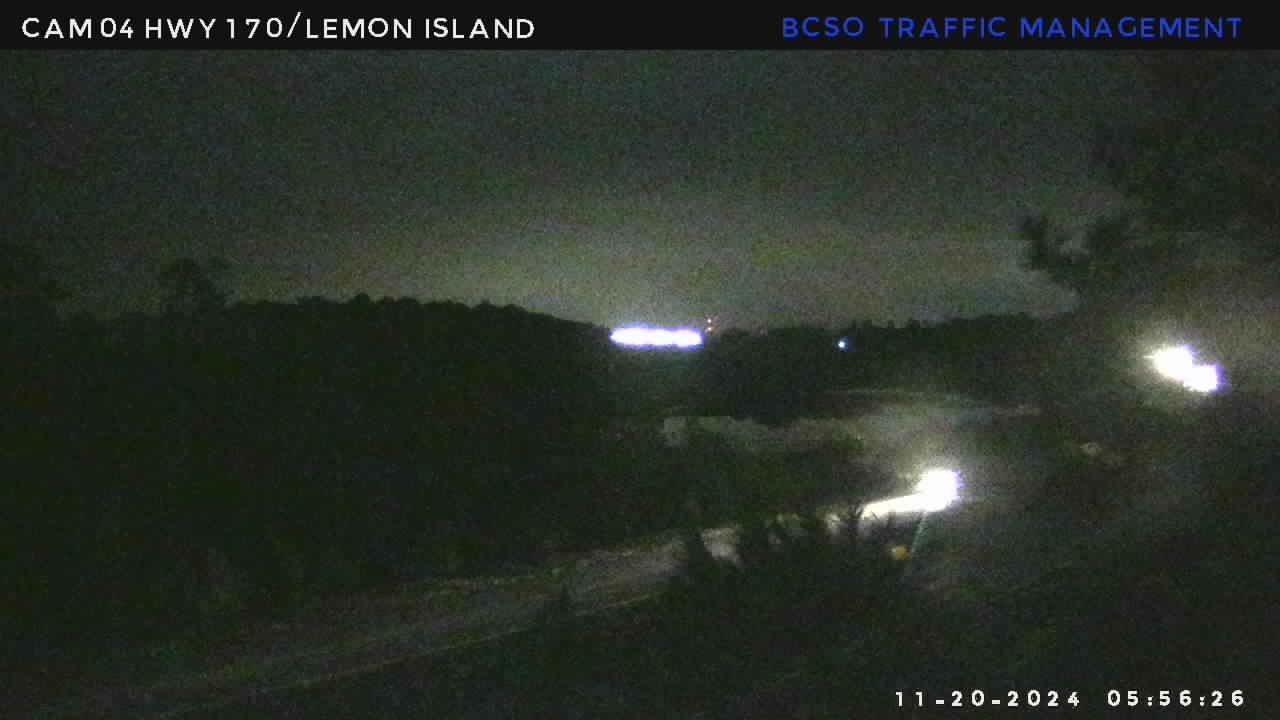 CAM04 HWY 170/LEMON ISLAND
BCSO TRAFFIC MANAGEMENT
11-20-2024 05:56:26